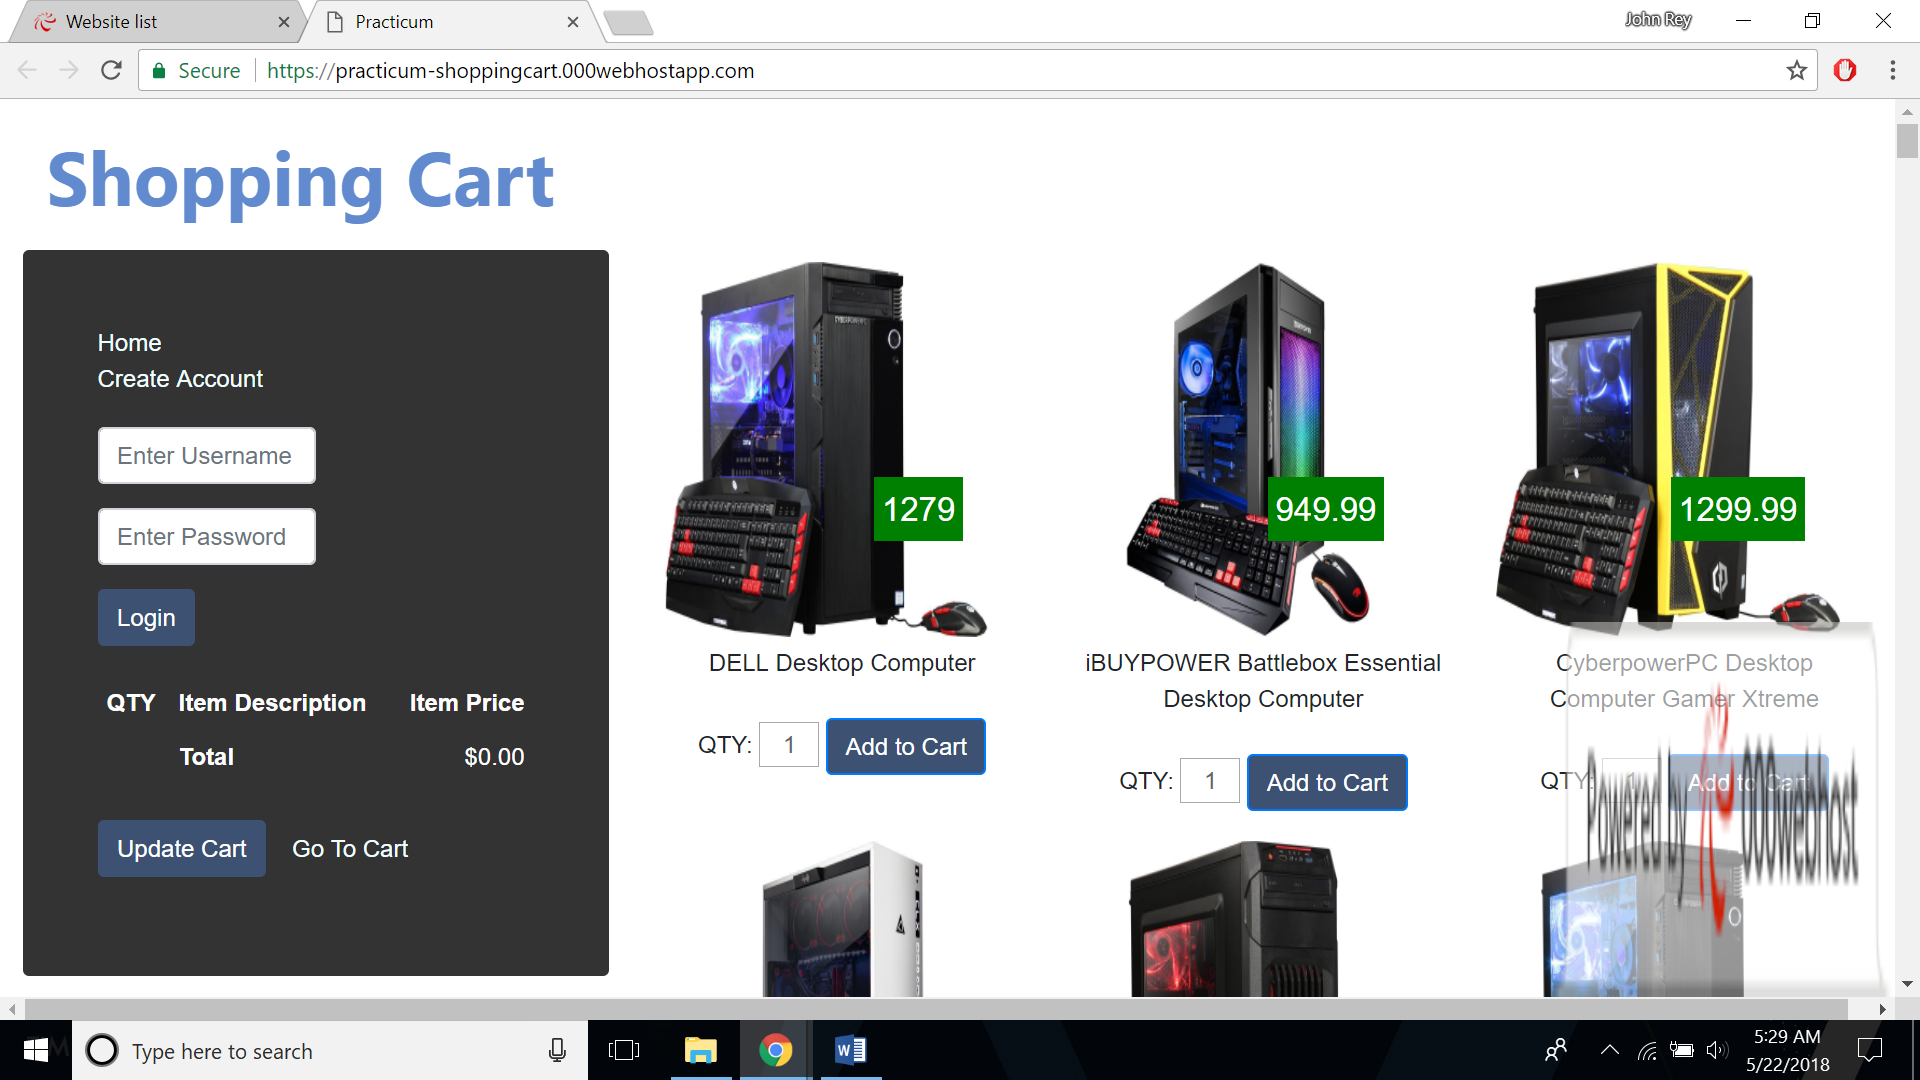 Website list
Practicum
John Rey
Secure
https://practicum-shoppingcart.000webhostapp.com
Shopping Cart
Home
Create Account
Enter Username
Enter Password
Login
QTY Item Description Item Price
Total $0.00
Update Cart Go To Cart
1279
DELL Desktop Computer
QTY: 1 Add to Cart
949.99
iBUYPOWER Battlebox Essential
Desktop Computer
QTY: 1 Add to Cart
1299.99
CyberpowerPC Desktop
Computer Gamer Xtreme
QTY: 1 Add to Cart
Powered by 000webhost
Type here to search
5:29 AM
5/22/2018